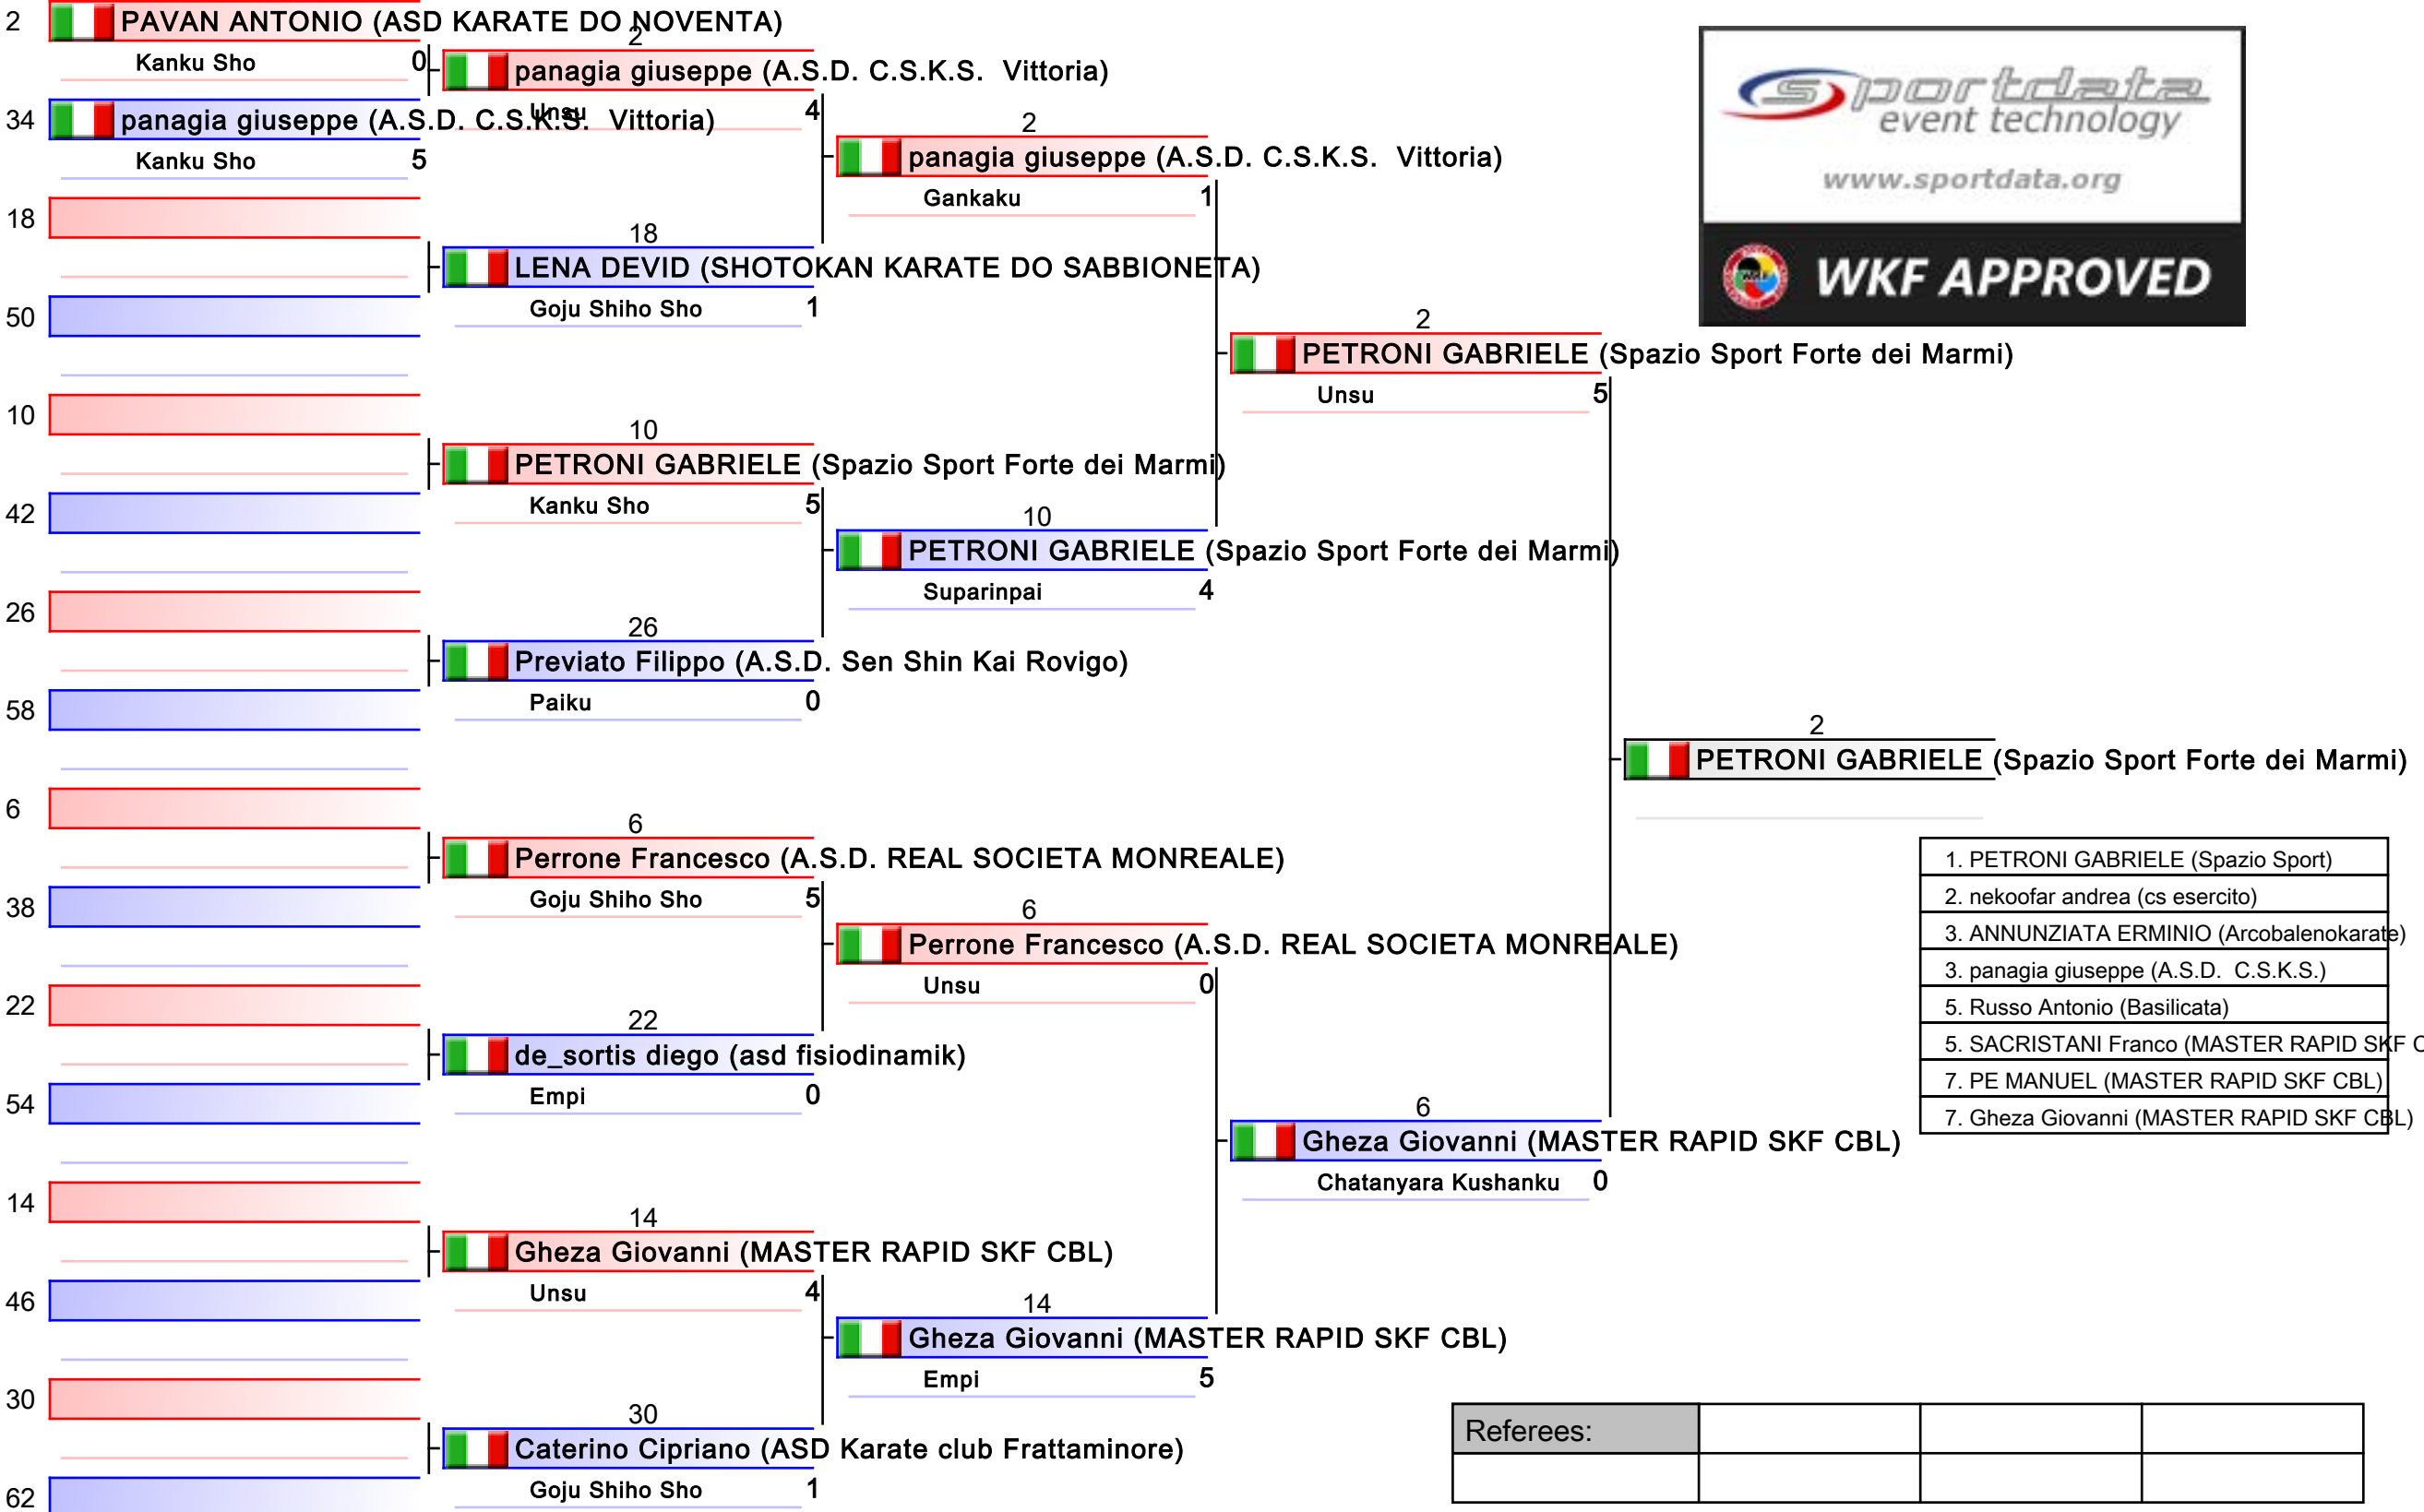 2 PAVAN ANTONIO (ASD KARATE DO NOVENTA)
Kanku Sho 0
34 panagia giuseppe (A.S.D. C.S.K.S. Vittoria)
Kanku Sho 5
18
50
10
42
26
58
6
38
22
54
14
46
30
62
2
panagia giuseppe (A.S.D. C.S.K.S. Vittoria)
Unsu 4
18
LENA DEVID (SHOTOKAN KARATE DO SABBIONETA)
Goju Shiho Sho 1
10
PETRONI GABRIELE (Spazio Sport Forte dei Marmi)
Kanku Sho 5
26
Previato Filippo (A.S.D. Sen Shin Kai Rovigo)
Paiku 0
6
Perrone Francesco (A.S.D. REAL SOCIETA MONREALE)
Goju Shiho Sho 5
22
de_sortis diego (asd fisiodinamik)
Empi 0
14
Gheza Giovanni (MASTER RAPID SKF CBL)
Unsu 4
30
Caterino Cipriano (ASD Karate club Frattaminore)
Goju Shiho Sho 1
2
panagia giuseppe (A.S.D. C.S.K.S. Vittoria)
Gankaku 1
10
PETRONI GABRIELE (Spazio Sport Forte dei Marmi)
Suparinpai 4
6
Perrone Francesco (A.S.D. REAL SOCIETA MONREALE)
Unsu 0
14
Gheza Giovanni (MASTER RAPID SKF CBL)
Empi 5
2
PETRONI GABRIELE (Spazio Sport Forte dei Marmi)
Unsu 5
6
Gheza Giovanni (MASTER RAPID SKF CBL)
Chatanyara Kushanku 0
2
PETRONI GABRIELE (Spazio Sport Forte dei Marmi)
sportdata
event technology
www.sportdata.org
WKF APPROVED
1. PETRONI GABRIELE (Spazio Sport)
2. nekoofar andrea (cs esercito)
3. ANNUNZIATA ERMINIO (Arcobalenokarate)
3. panagia giuseppe (A.S.D. C.S.K.S.)
5. Russo Antonio (Basilicata)
5. SACRISTANI Franco (MASTER RAPID SKF C
7. PE MANUEL (MASTER RAPID SKF CBL)
7. Gheza Giovanni (MASTER RAPID SKF CBL)
Referees: